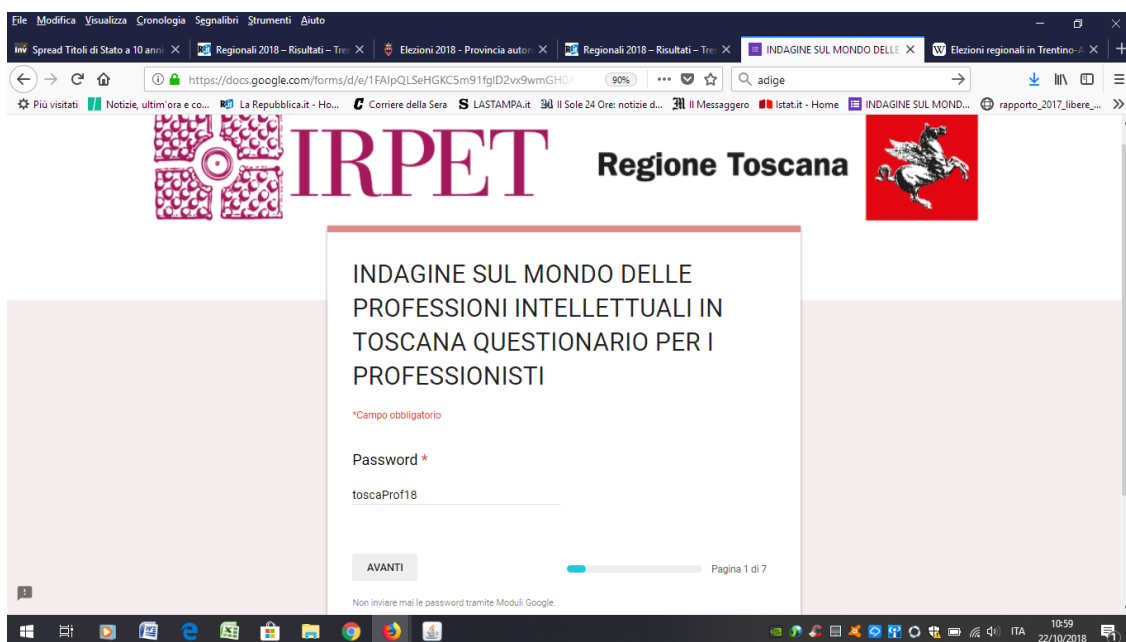 File Modifica Visualizza Cronologia Segnalibri Strumenti Aiuto
Inv Spread Titoli di Stato a 10 anni
Regionali 2018 – Risultati – Tre
Elezioni 2018 - Provincia auton
Regionali 2018 – Risultati – Tre
INDAGINE SUL MONDO DELLE
W Elezioni regionali in Trentino-A
https://docs.google.com/forms/d/e/1FAIpQLSeHGKC5m91fgID2vx9wmGH0A 90% adige
Più visitati Notizie, ultim'ora e co... La Repubblica.it - Ho... Corriere della Sera S LASTAMPA.it Il Sole 24 Ore: notizie d... Il Messaggero Istat.it - Home INDAGINE SUL MOND... rapporto_2017_libere_...
IRPET Regione Toscana
INDAGINE SUL MONDO DELLE
PROFESSIONI INTELLETTUALI IN
TOSCANA QUESTIONARIO PER I
PROFESSIONISTI
*Campo obbligatorio
Password *
toscaProf18
AVANTI Pagina 1 di 7
Non inviare mai le password tramite Moduli Google.
ITA 10:59
22/10/2018